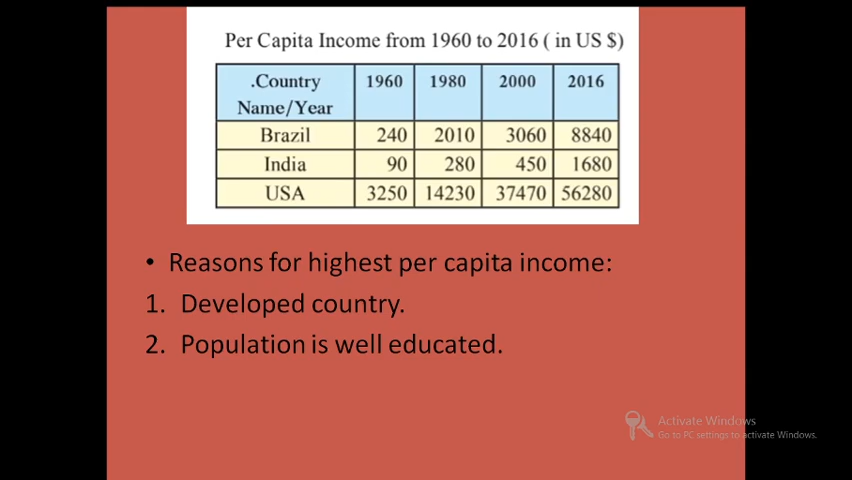 Per Capita Income from 1960 to 2016 ( in US $)
.Country Name/Year 1960 1980 2000 2016
Brazil 240 2010 3060 8840
India 90 280 450 1680
USA 3250 14230 37470 56280
• Reasons for highest per capita income:
1. Developed country.
2. Population is well educated.
Activate Windows
Go to PC settings to activate Windows.